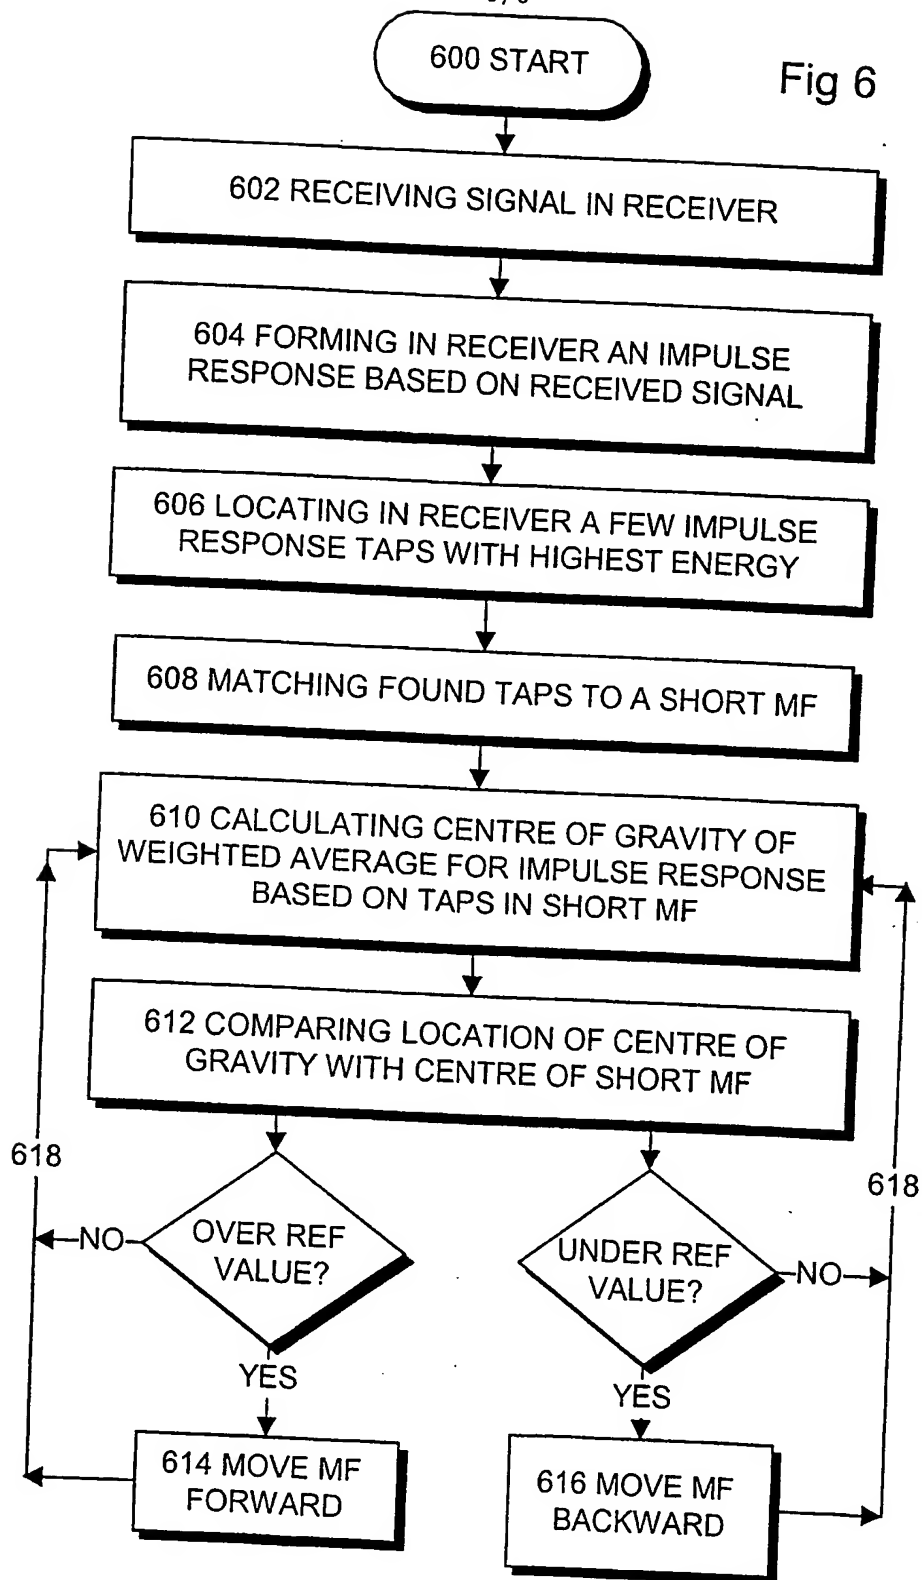 600 START
Fig 6
602 RECEIVING SIGNAL IN RECEIVER
604 FORMING IN RECEIVER AN IMPULSE
RESPONSE BASED ON RECEIVED SIGNAL
606 LOCATING IN RECEIVER A FEW IMPULSE
RESPONSE TAPS WITH HIGHEST ENERGY
608 MATCHING FOUND TAPS TO A SHORT MF
610 CALCULATING CENTRE OF GRAVITY OF
WEIGHTED AVERAGE FOR IMPULSE RESPONSE
BASED ON TAPS IN SHORT MF
612 COMPARING LOCATION OF CENTRE OF
GRAVITY WITH CENTRE OF SHORT MF
618
618
NO
OVER REF
VALUE?
UNDER REF
VALUE?
NO
YES
YES
614 MOVE MF
FORWARD
616 MOVE MF
BACKWARD